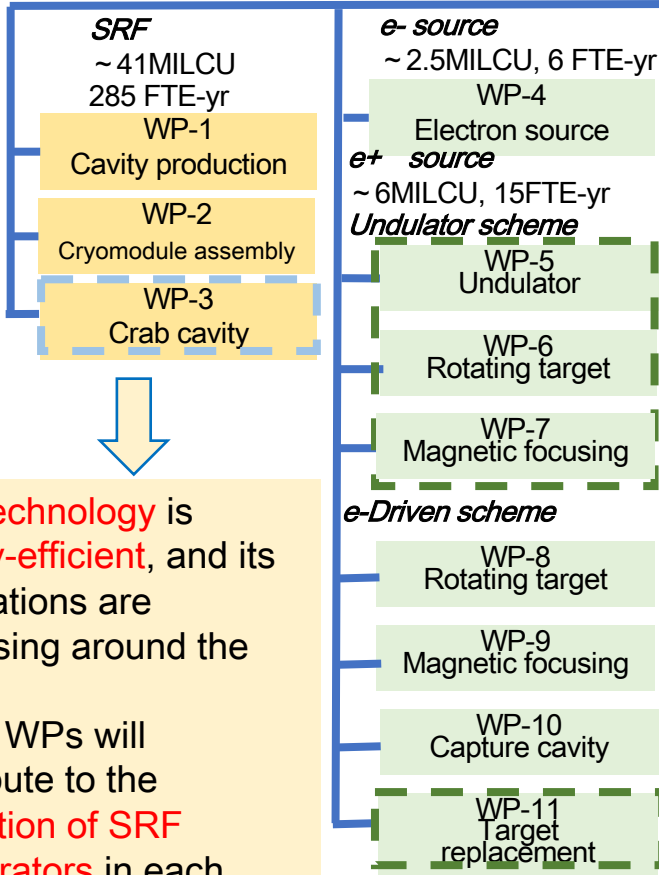 SRF
~ 41MILCU
285 FTE-yr
WP-1
Cavity production
WP-2
Cryomodule assembly
WP-3
Crab cavity
echnology is
y-efficient, and its
ations are
sing around the
WPs will
oute to the
tion of SRF
rators in each
e- source
~ 2.5MILCU, 6 FTE-yr
WP-4
Electron source
e+ source
~ 6MILCU, 15FTE-yr
Undulator scheme
WP-5
Undulator
WP-6
Rotating target
WP-7
Magnetic focusing
e-Driven scheme
WP-8
Rotating target
WP-9
Magnetic focusing
WP-10
Capture cavity
WP-11
Target
replacement